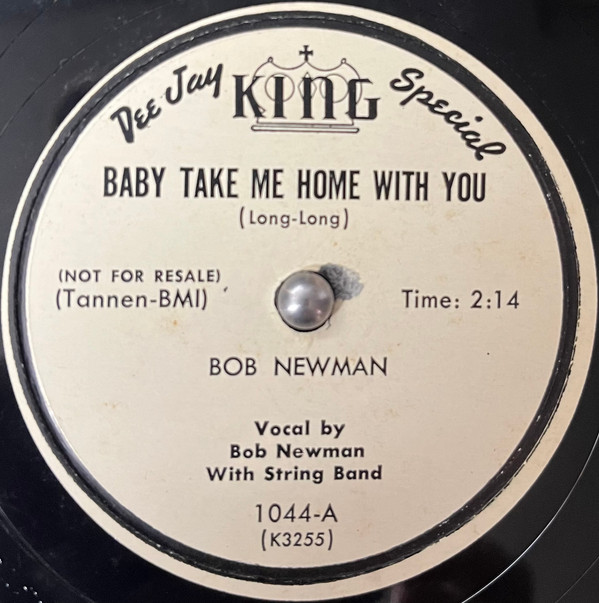 Dee Jay KING Special
BABY TAKE ME HOME WITH YOU
(Long-Long)
(NOT FOR RESALE)
(Tannen-BMI)
Time: 2:14
BOB NEWMAN
Vocal by
Bob Newman
With String Band
1044-A
(K3255)